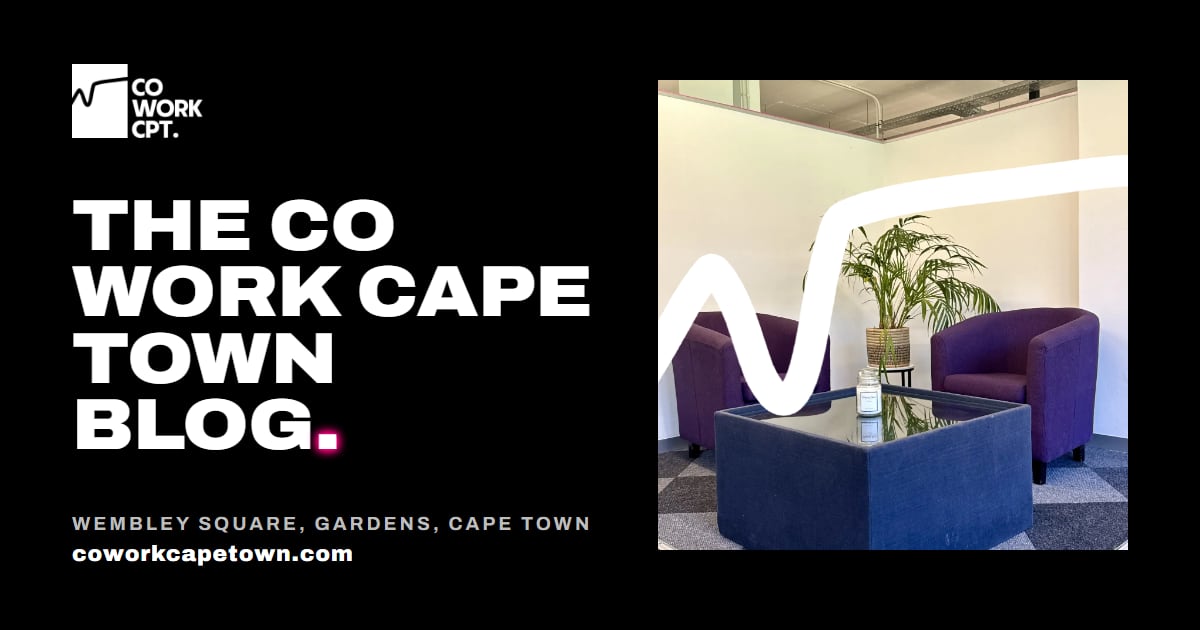 CO
WORK
CPT.
THE CO
WORK CAPE
TOWN
BLOG.
WEMBLEY SQUARE, GARDENS, CAPE TOWN
coworkcapetown.com